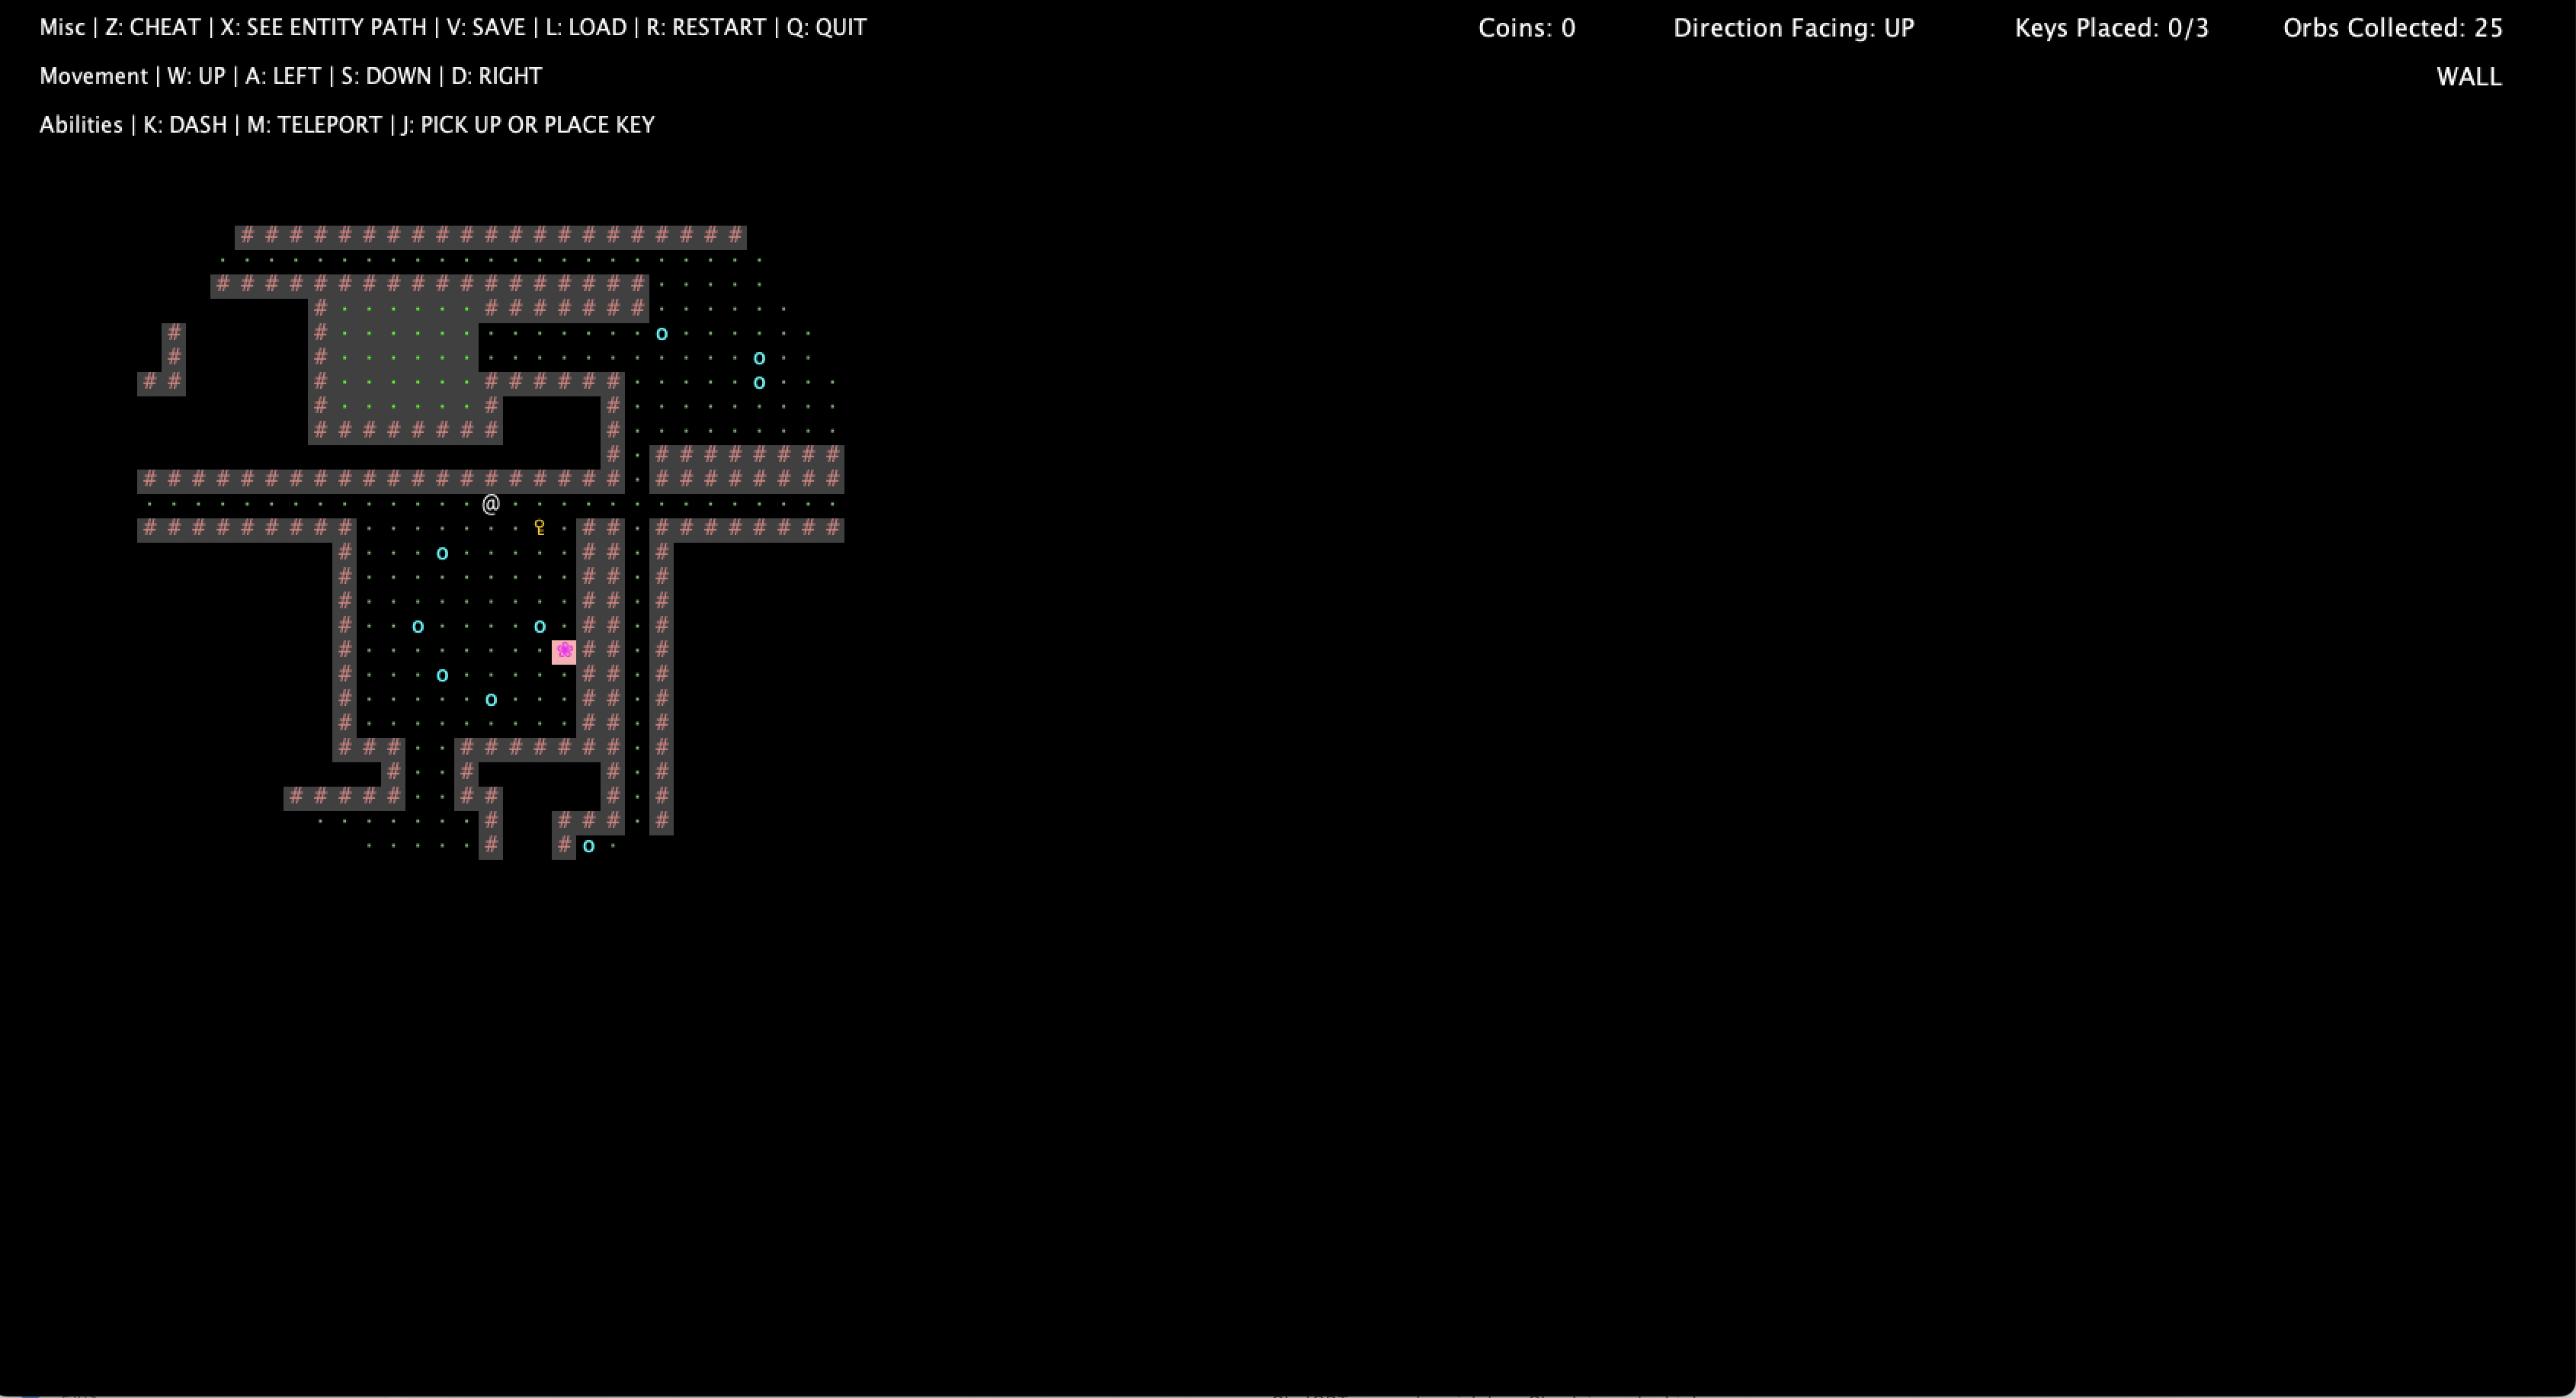 Misc | Z: CHEAT | X: SEE ENTITY PATH | V: SAVE | L: LOAD | R: RESTART | Q: QUIT
Coins: 0
Direction Facing: UP
Keys Placed: 0/3
Orbs Collected: 25
Movement | W: UP | A: LEFT | S: DOWN | D: RIGHT
WALL
Abilities | K: DASH | M: TELEPORT | J: PICK UP OR PLACE KEY